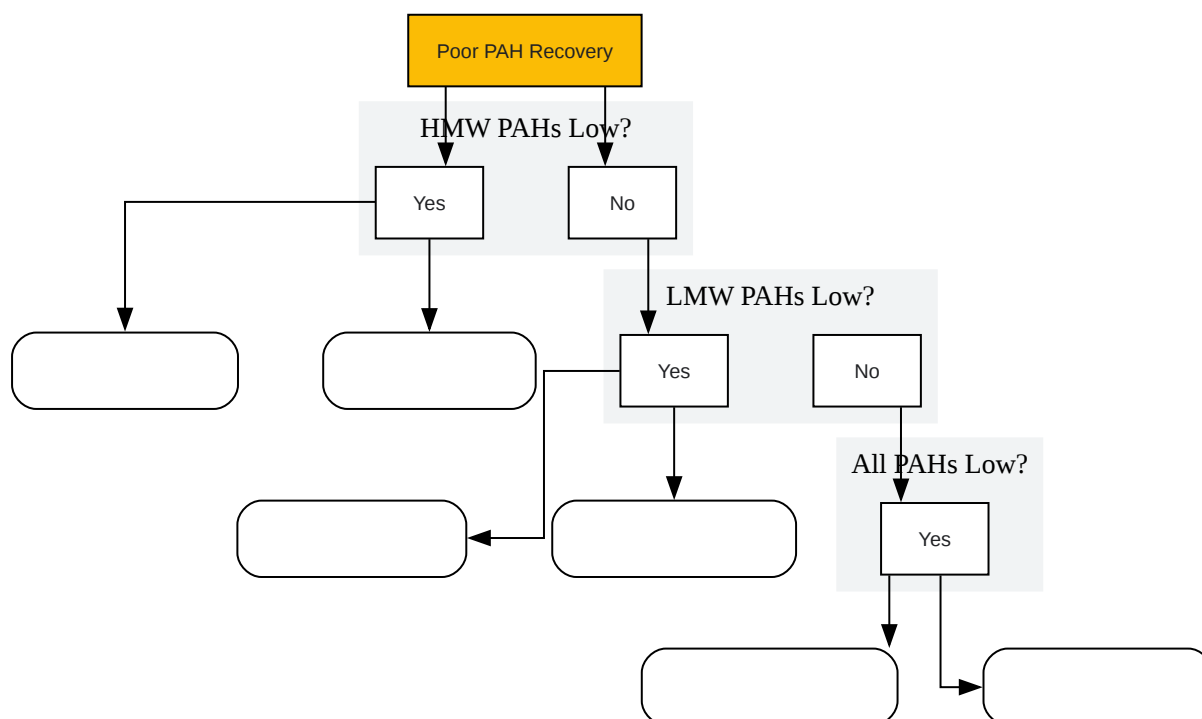 Poor PAH Recovery
HMW PAHs Low?
Yes
No
LMW PAHs Low?
Yes
No
All PAHs Low?
Yes